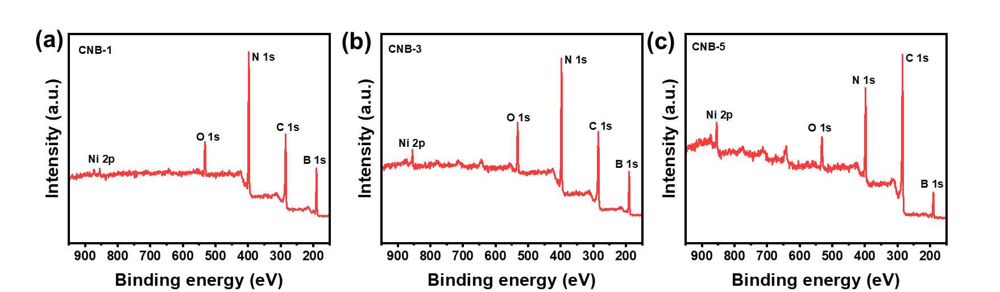 (a)
CNB-1
N 1s
C 1s
O 1s
Ni 2p
B 1s
Intensity (a.u.)
900 800 700 600 500 400 300 200
Binding energy (eV)
(b)
CNB-3
N 1s
O 1s
C 1s
Ni 2p
B 1s
Intensity (a.u.)
900 800 700 600 500 400 300 200
Binding energy (eV)
(c)
CNB-5
C 1s
N 1s
Ni 2p
O 1s
B 1s
Intensity (a.u.)
900 800 700 600 500 400 300 200
Binding energy (eV)